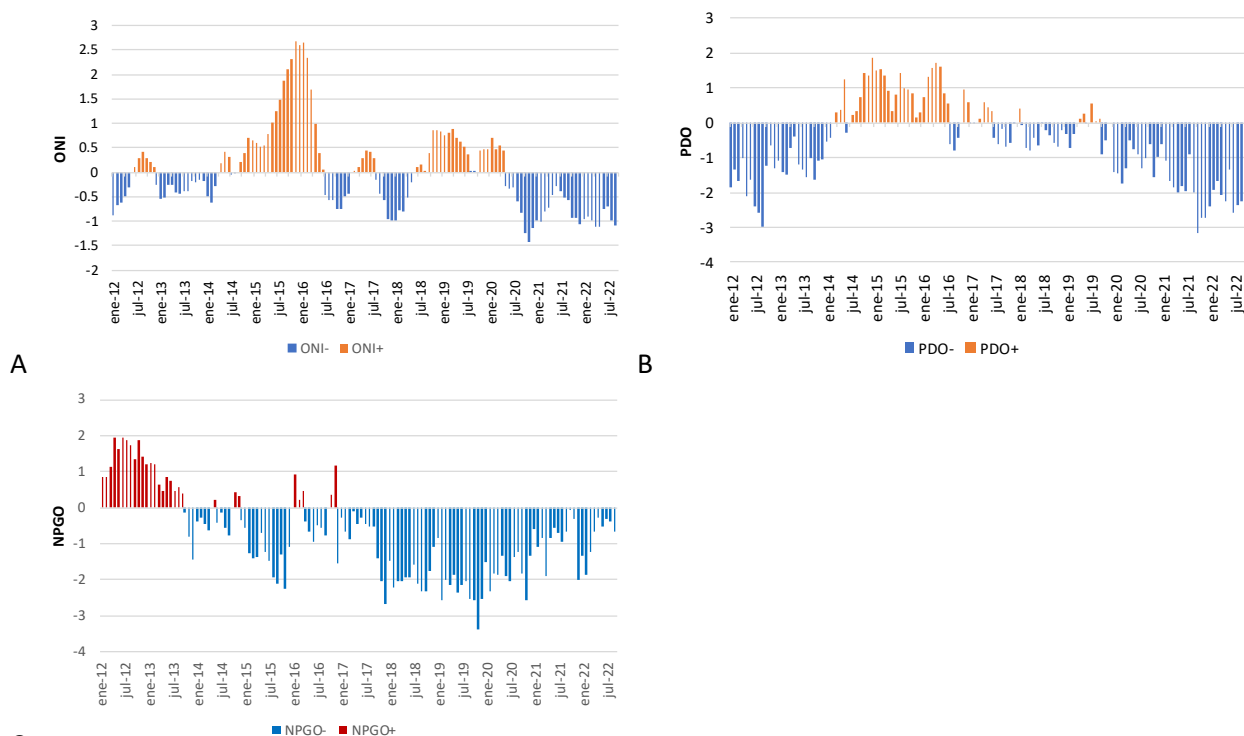 3
2.5
2
1.5
1
0.5
0
-0.5
-1
-1.5
-2
ONI
ene-12
jul-12
ene-13
jul-13
ene-14
jul-14
ene-15
jul-15
ene-16
jul-16
ene-17
jul-17
ene-18
jul-18
ene-19
jul-19
ene-20
jul-20
ene-21
jul-21
ene-22
jul-22
ONI- ONI+
A
3
2
1
0
-1
-2
-3
-4
PDO
ene-12
jul-12
ene-13
jul-13
ene-14
jul-14
ene-15
jul-15
ene-16
jul-16
ene-17
jul-17
ene-18
jul-18
ene-19
jul-19
ene-20
jul-20
ene-21
jul-21
ene-22
jul-22
PDO- PDO+
B
3
2
1
0
-1
-2
-3
-4
NPGO
ene-12
jul-12
ene-13
jul-13
ene-14
jul-14
ene-15
jul-15
ene-16
jul-16
ene-17
jul-17
ene-18
jul-18
ene-19
jul-19
ene-20
jul-20
ene-21
jul-21
ene-22
jul-22
NPGO- NPGO+